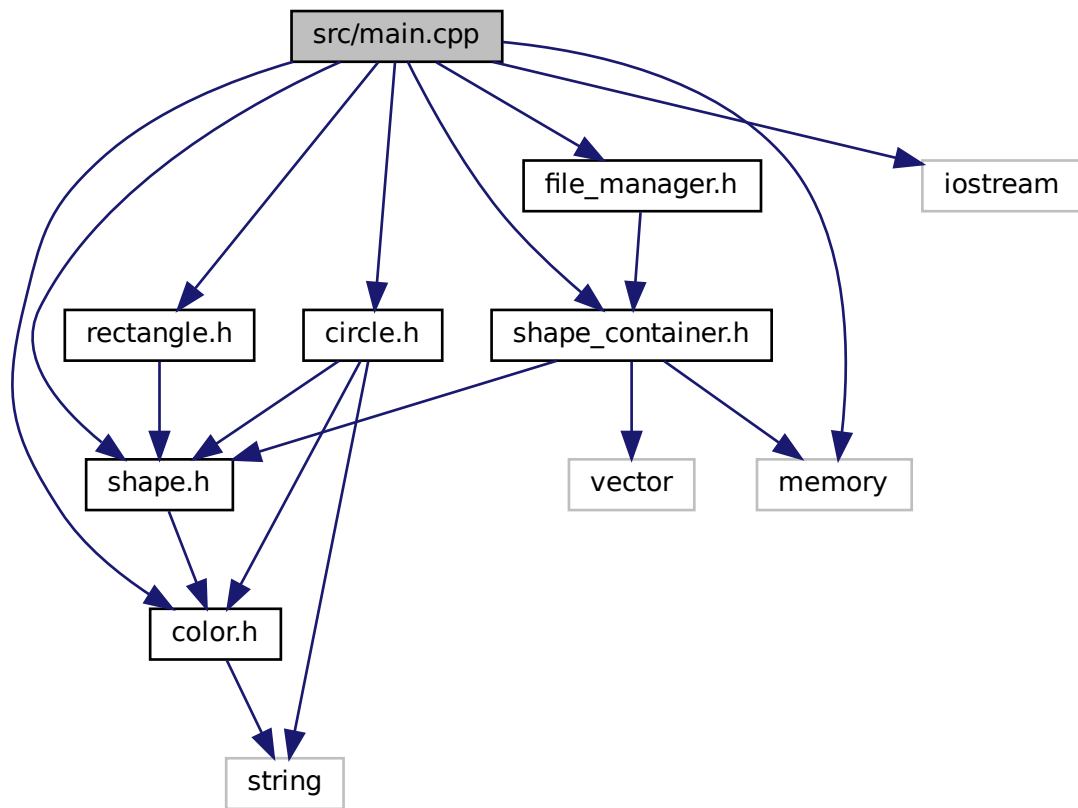 src/main.cpp
file_manager.h
iostream
rectangle.h
circle.h
shape_container.h
shape.h
vector
memory
color.h
string